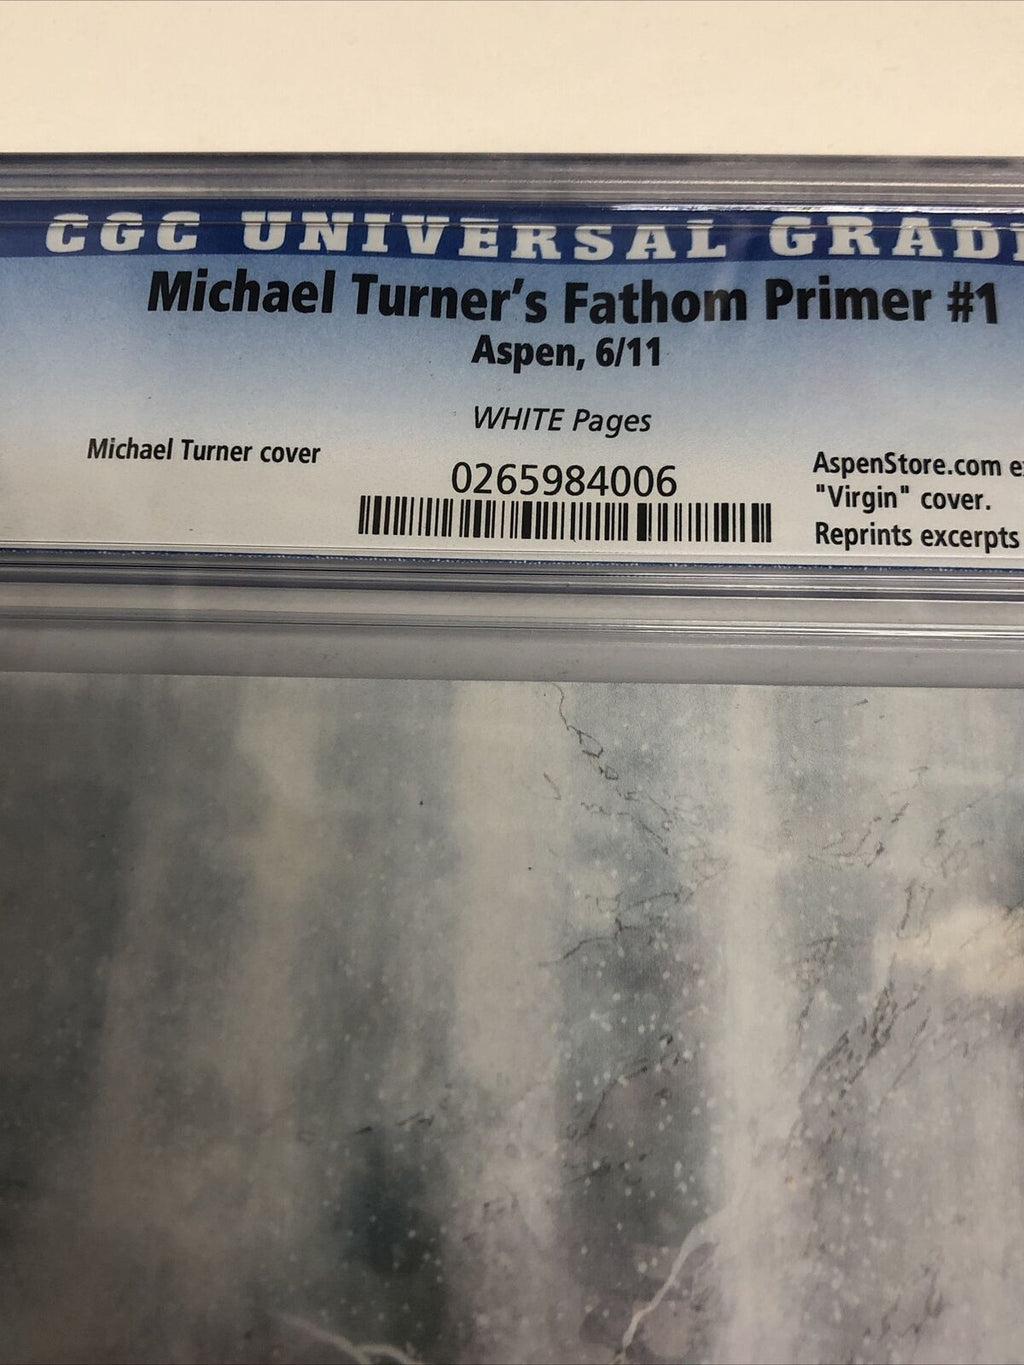 CGC UNIVERSAL GRADE
Michael Turner's Fathom Primer #1
Aspen, 6/11
WHITE Pages
Michael Turner cover
0265984006
AspenStore.com
"Virgin" cover.
Reprints excerpts